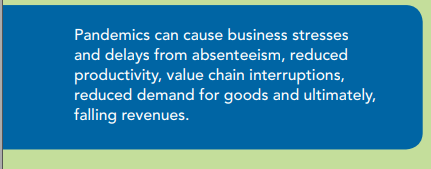 Pandemics can cause business stresses
and delays from absenteeism, reduced
productivity, value chain interruptions,
reduced demand for goods and ultimately,
falling revenues.